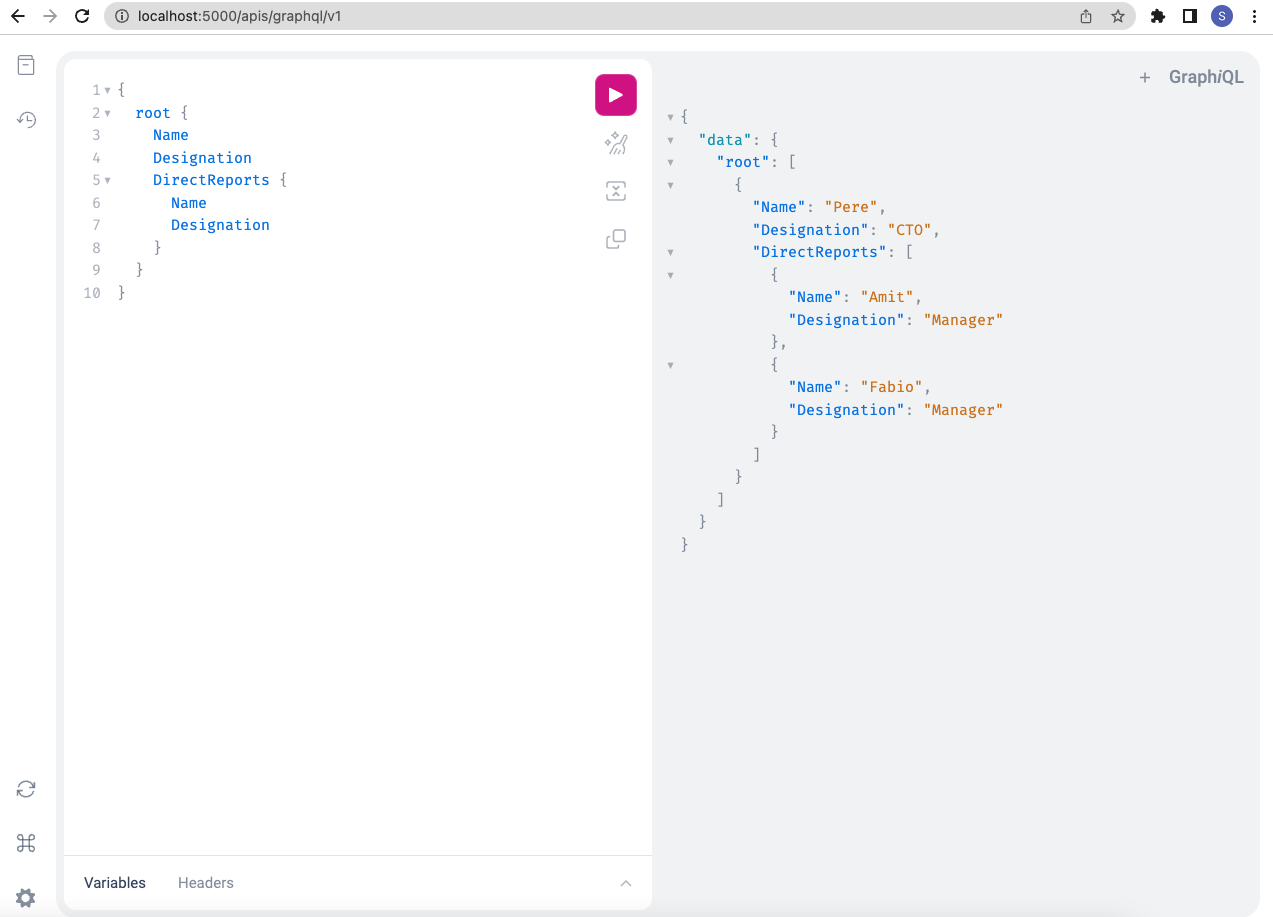 localhost:5000/apis/graphql/v1
S
1 {
2 root {
3 Name
4 Designation
5 DirectReports {
6 Name
7 Designation
8 }
9 }
10 }
Variables Headers
+ GraphiQL
{
"data": {
"root": [
{
"Name": "Pere",
"Designation": "CTO",
"DirectReports": [
{
"Name": "Amit",
"Designation": "Manager"
},
{
"Name": "Fabio",
"Designation": "Manager"
}
]
}
]
}
}